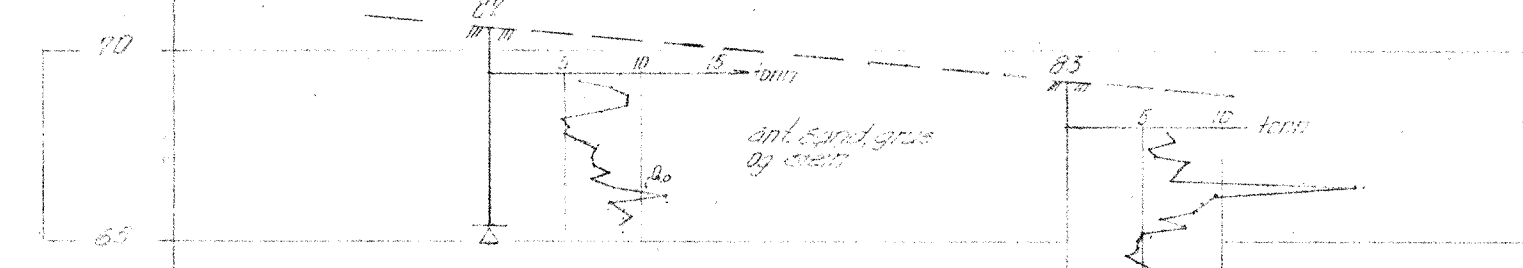 70
5 10 15 tonn
83
5 10 tonn
ant. sand, grus
og stein
65